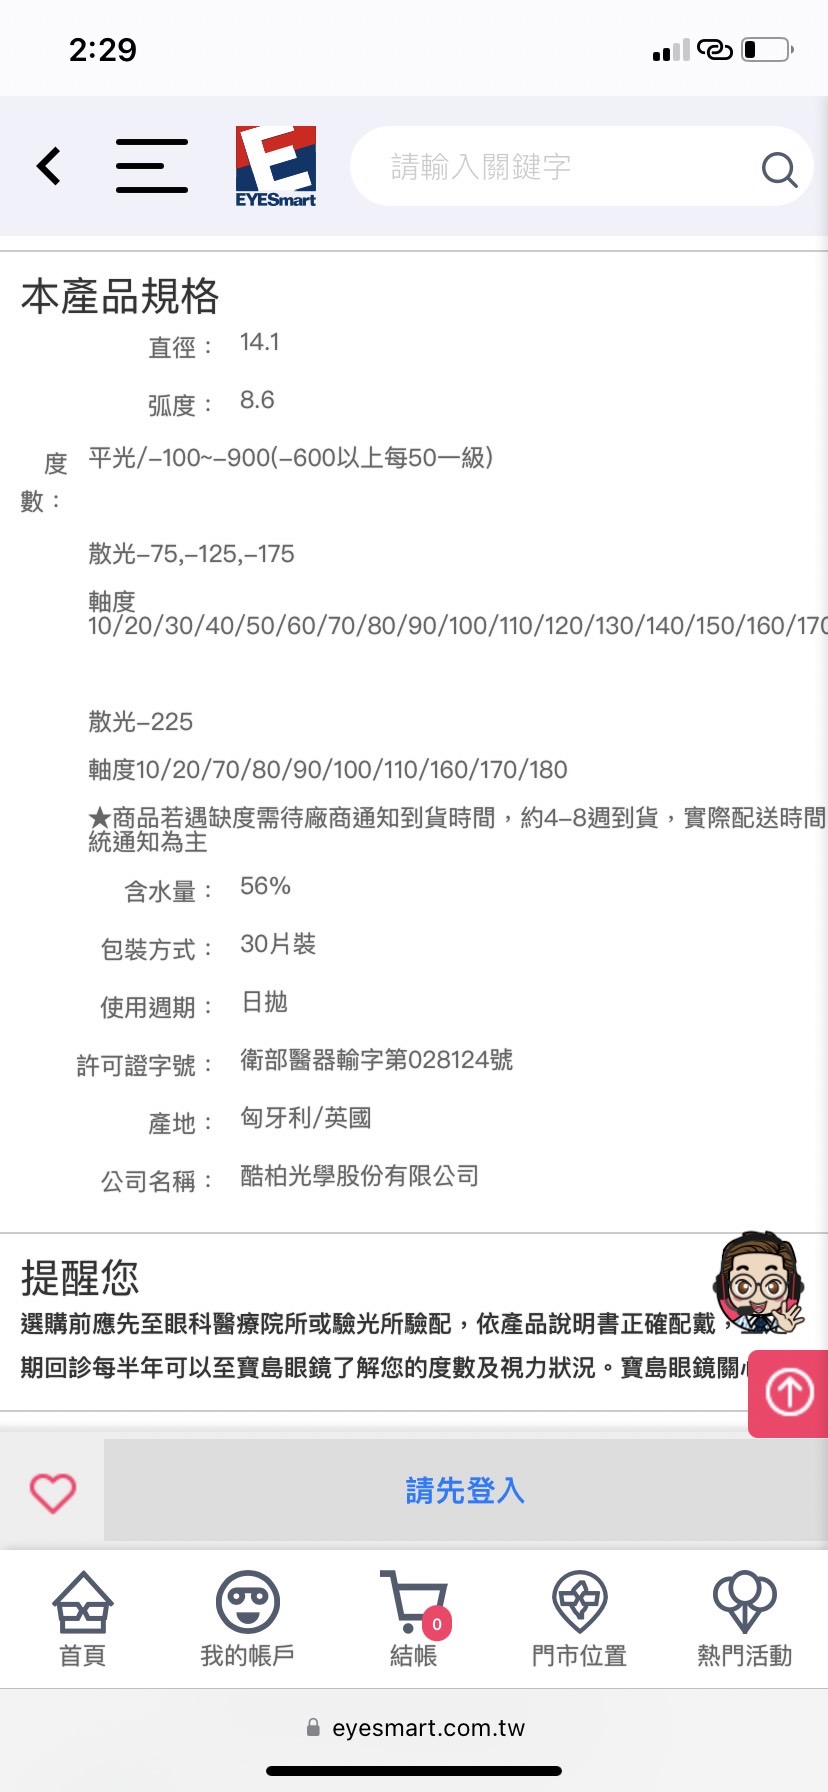 2:29
EYESmart
請輸入關鍵字
本產品規格
直徑： 14.1
弧度： 8.6
度 平光/-100~-900(-600以上每50一級)
數：
散光-75,-125,-175
軸度
10/20/30/40/50/60/70/80/90/100/110/120/130/140/150/160/170
散光-225
軸度10/20/70/80/90/100/110/160/170/180
★商品若遇缺度需待廠商通知到貨時間，約4-8週到貨，實際配送時間
統通知為主
含水量： 56%
包裝方式： 30片裝
使用週期： 日拋
許可證字號： 衛部醫器輸字第028124號
產地： 匈牙利/英國
公司名稱： 酷柏光學股份有限公司
提醒您
選購前應先至眼科醫療院所或驗光所驗配，依產品說明書正確配戴，
期回診每半年可以至寶島眼鏡了解您的度數及視力狀況。寶島眼鏡關
請先登入
首頁
我的帳戶
0
結帳
門市位置
熱門活動
eyesmart.com.tw